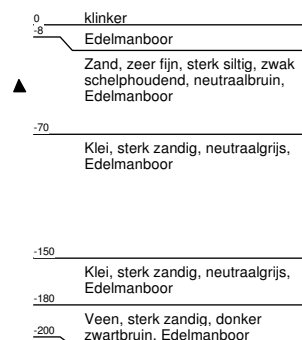 0 klinker
-8 Edelmanboor
Zand, zeer fijn, sterk siltig, zwak
schelphoudend, neutraalbruin,
Edelmanboor
-70
Klei, sterk zandig, neutraalgrijs,
Edelmanboor
-150
Klei, sterk zandig, neutraalgrijs,
Edelmanboor
-180
Veen, sterk zandig, donker
-200 zwartbruin, Edelmanboor